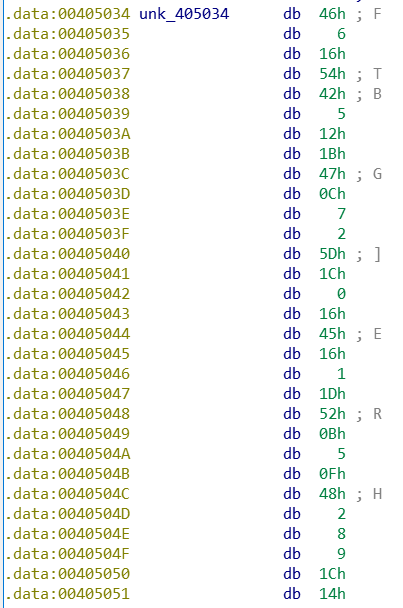 .data:00405034 unk_405034 db 46h ; F
.data:00405035 db 6
.data:00405036 db 16h
.data:00405037 db 54h ; T
.data:00405038 db 42h ; B
.data:00405039 db 5
.data:0040503A db 12h
.data:0040503B db 1Bh
.data:0040503C db 47h ; G
.data:0040503D db 0Ch
.data:0040503E db 7
.data:0040503F db 2
.data:00405040 db 5Dh ; ]
.data:00405041 db 1Ch
.data:00405042 db 0
.data:00405043 db 16h
.data:00405044 db 45h ; E
.data:00405045 db 16h
.data:00405046 db 1
.data:00405047 db 1Dh
.data:00405048 db 52h ; R
.data:00405049 db 0Bh
.data:0040504A db 5
.data:0040504B db 0Fh
.data:0040504C db 48h ; H
.data:0040504D db 2
.data:0040504E db 8
.data:0040504F db 9
.data:00405050 db 1Ch
.data:00405051 db 14h